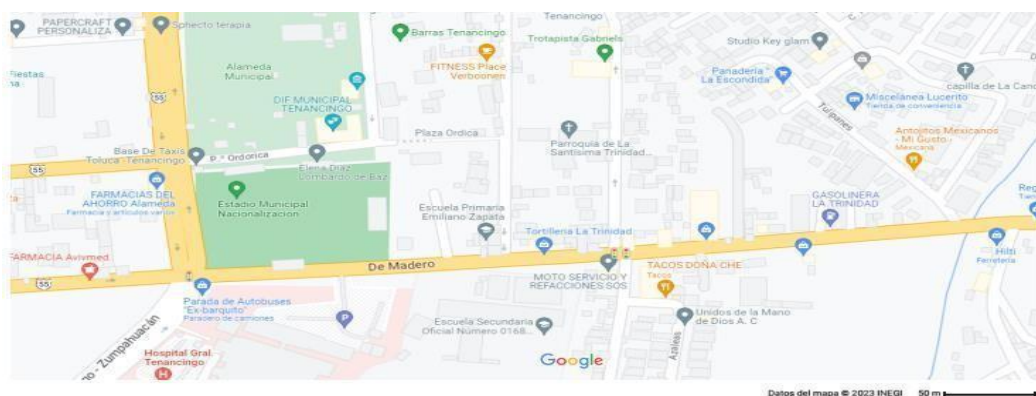 PAPERCRAFT
PERSONALIZA
Sphecto terapia
Barras Tenancingo
Tenancingo
Trotapista Gabriels
Studio Key glam
Fiestas
Alameda
Municipal
FITNESS Place
Verboonen
Panadería "
La Escondida"
capilla de La Canc
55
DIF MUNICIPAL
TENANCINGO
Miscelánea Lucerito
Tienda de conveniencia
Tulpanes
Plaza Ordica
Base De Taxis
Toluca -Tenancingo
P.º Ordorica
Parroquia de La
Santísima Trinidad...
Antojitos Mexicanos
- Mi Gusto -
Mexicana
55
Elena Díaz
Lombardo de Baz
FARMACIAS DEL
AHORRO Alameda
Farmacia o artículos varios
Estadio Municipal
Nacionalización
Escuela Primaria
Emiliano Zapata
GASOLINERA
LA TRINIDAD
Tortillería La Trinidad
FARMACIA Avivmed
De Madero
Hilti
Ferretería
55
MOTO SERVICIO Y
REFACCIONES SOS
TACOS DOÑA CHE
Tacos
Parada de Autobuses
"Ex-barquito"
Paradero de camiones
P
Escuela Secundaria
Oficial Número 0168...
Unidos de la Mano
de Dios A. C
Azaleas
no - Zumpahuacán
Hospital Gral.
Tenancingo
H
Google
Datos del mapa © 2023 INEGI 50 m